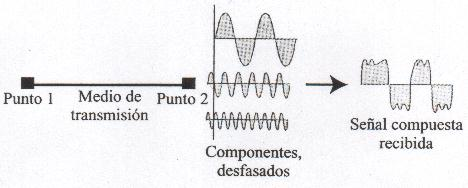 Punto 1
Medio de
transmisión
Punto 2
Componentes,
desfasados
Señal compuesta
recibida